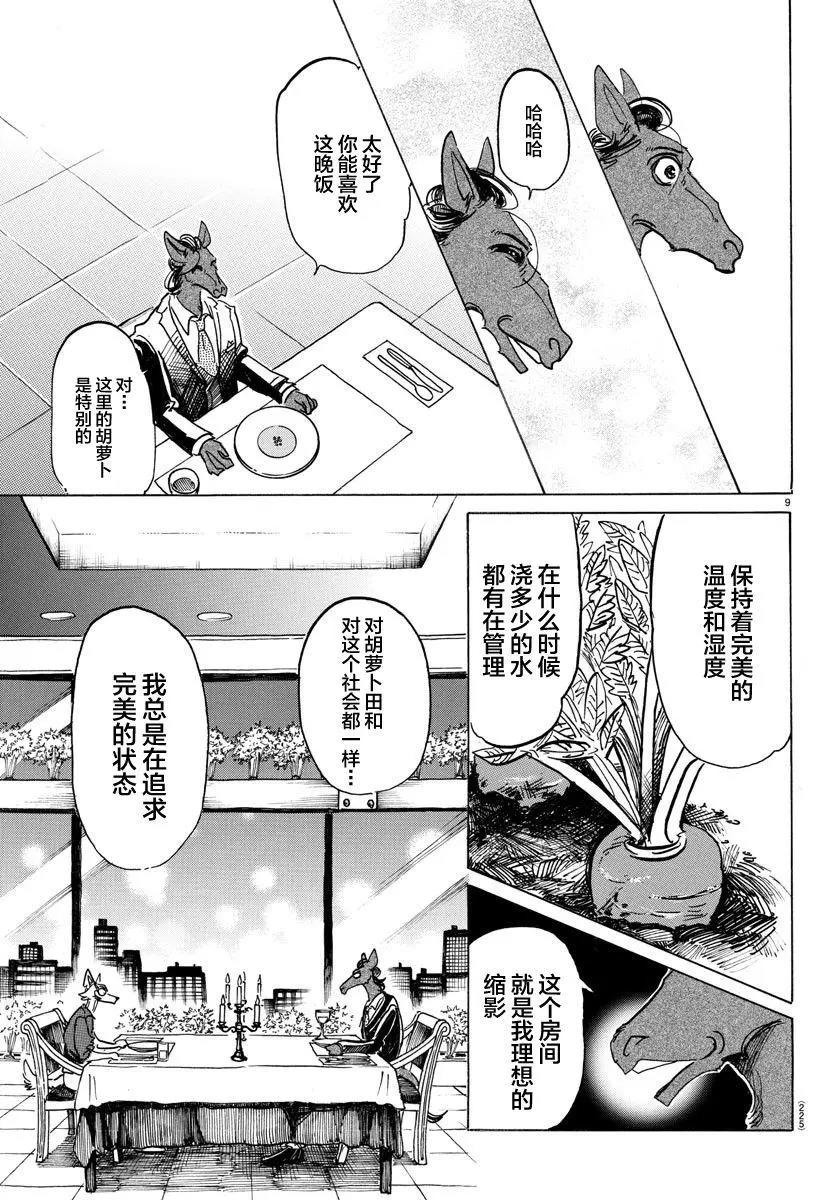 哈哈哈
太好了
你能喜欢
这晚饭
对…
这里的胡萝卜
是特别的
9
保持着完美的
温度和湿度
在什么时候
浇多少的水
都有在管理
这个房间
就是我理想的
缩影
对胡萝卜田和
对这个社会都一样…
我总是在追求
完美的状态
(225)